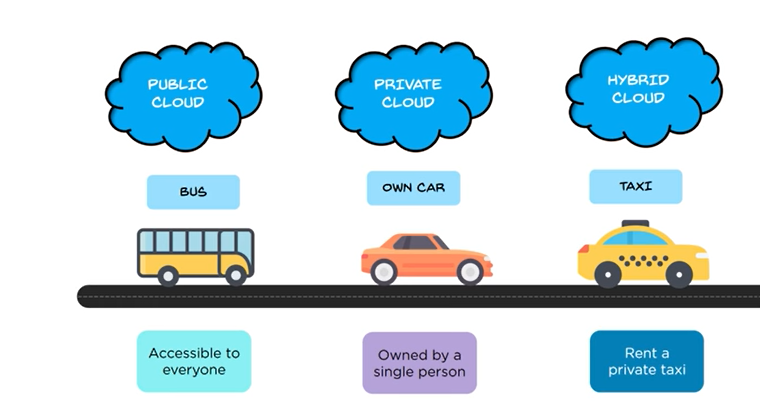 PUBLIC
CLOUD
PRIVATE
CLOUD
HYBRID
CLOUD
BUS
OWN CAR
TAXI
Accessible to
everyone
Owned by a
single person
Rent a
private taxi